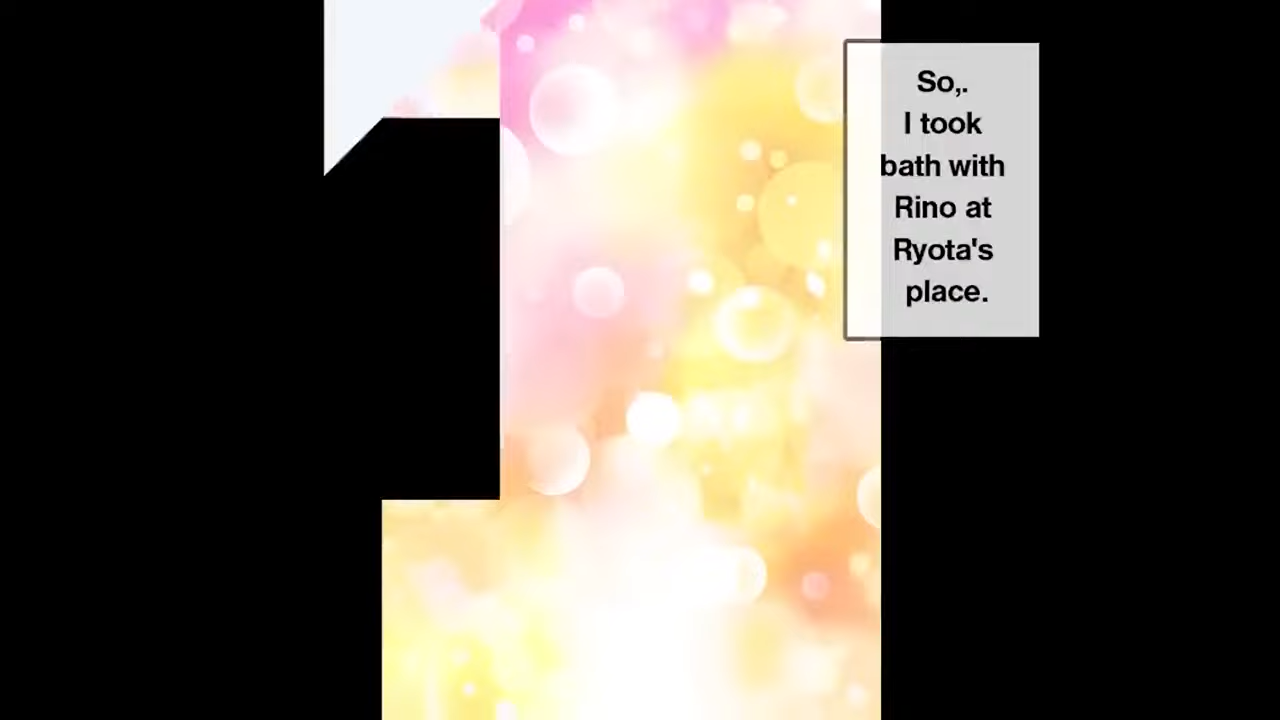 So,.
I took
bath with
Rino at
Ryota's
place.